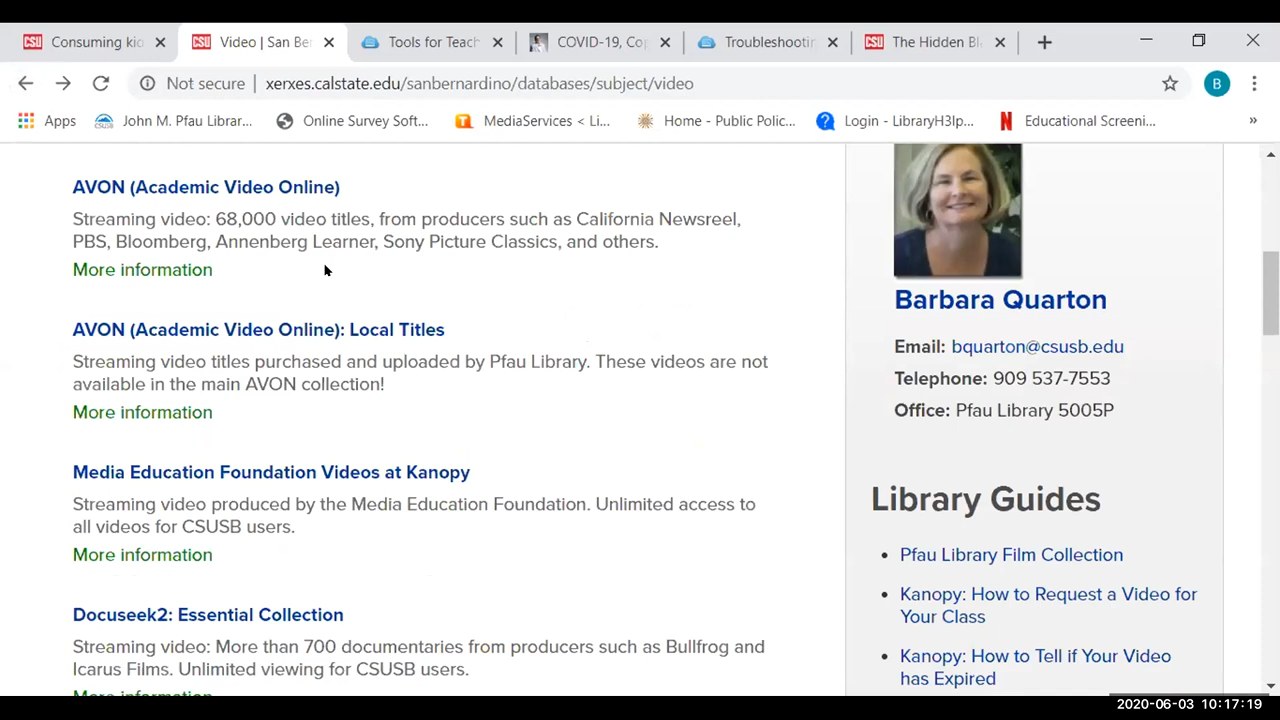 Consuming kid
Video | San Ber
Tools for Teach
COVID-19, Cop
Troubleshootin
The Hidden Bl
Not secure | xerxes.calstate.edu/sanbernardino/databases/subject/video
B
Apps
John M. Pfau Librar...
Online Survey Soft...
MediaServices < Li...
Home - Public Polic...
Login - LibraryH3lp...
Educational Screeni...
»
AVON (Academic Video Online)
Streaming video: 68,000 video titles, from producers such as California Newsreel,
PBS, Bloomberg, Annenberg Learner, Sony Picture Classics, and others.
More information
AVON (Academic Video Online): Local Titles
Streaming video titles purchased and uploaded by Pfau Library. These videos are not
available in the main AVON collection!
More information
Media Education Foundation Videos at Kanopy
Streaming video produced by the Media Education Foundation. Unlimited access to
all videos for CSUSB users.
More information
Docuseek2: Essential Collection
Streaming video: More than 700 documentaries from producers such as Bullfrog and
Icarus Films. Unlimited viewing for CSUSB users.
More information
Barbara Quarton
Email: bquarton@csusb.edu
Telephone: 909 537-7553
Office: Pfau Library 5005P
Library Guides
• Pfau Library Film Collection
• Kanopy: How to Request a Video for
Your Class
• Kanopy: How to Tell if Your Video
has Expired
2020-06-03 10:17:19